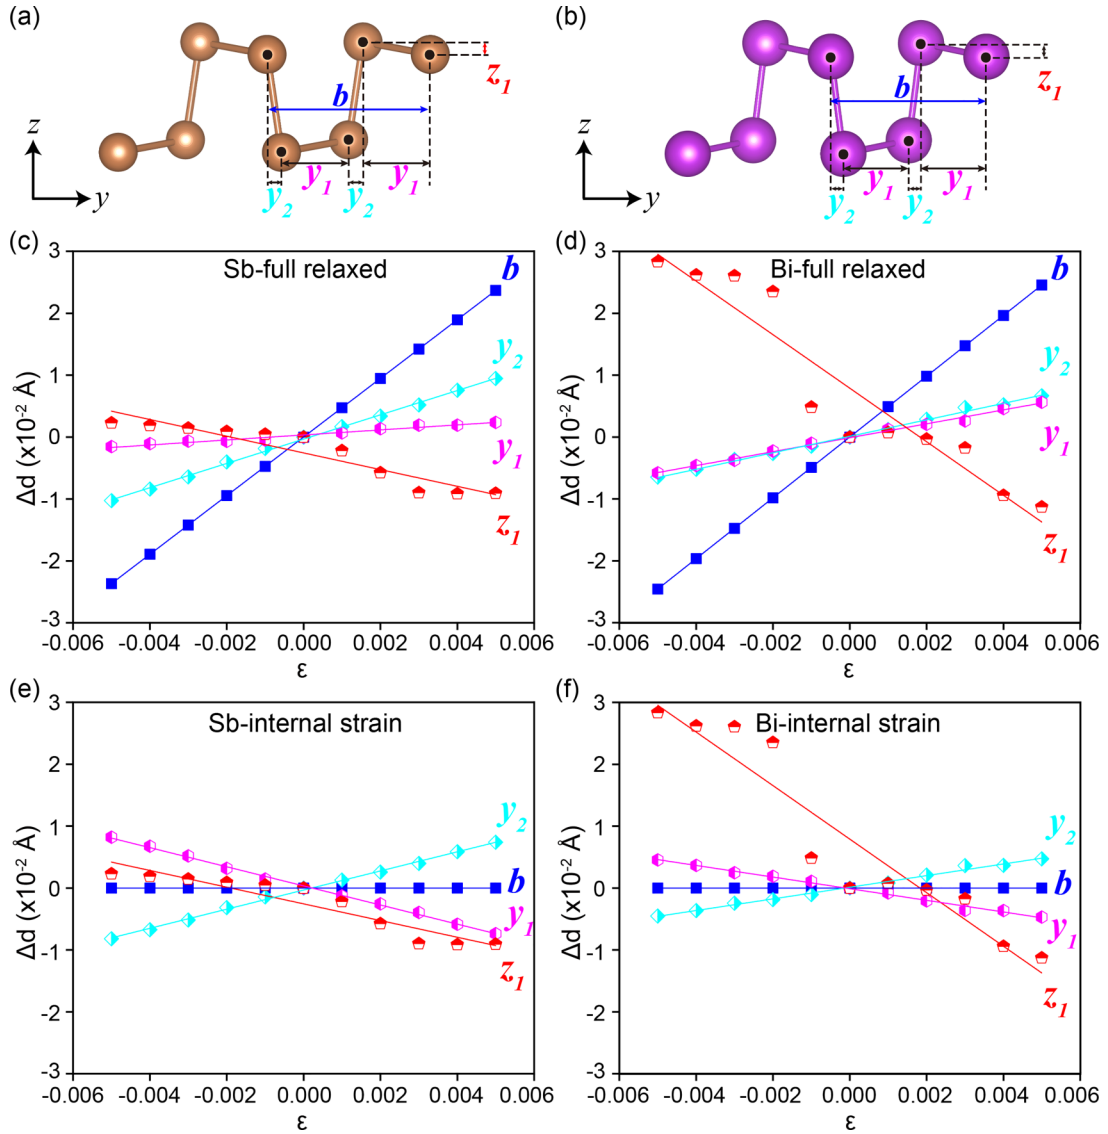 (a)
z
y
b
z1
y2
y1
y2
y1
(b)
z
y
b
z1
y2
y1
y2
y1
(c)
Sb-full relaxed
Δd (x10-2 Å)
3
2
1
0
-1
-2
-3
-0.006 -0.004 -0.002 0.000 0.002 0.004 0.006
ε
b
y2
y1
z1
(d)
Bi-full relaxed
Δd (x10-2 Å)
3
2
1
0
-1
-2
-3
-0.006 -0.004 -0.002 0.000 0.002 0.004 0.006
ε
b
y2
y1
z1
(e)
Sb-internal strain
Δd (x10-2 Å)
3
2
1
0
-1
-2
-3
-0.006 -0.004 -0.002 0.000 0.002 0.004 0.006
ε
y2
b
y1
z1
(f)
Bi-internal strain
Δd (x10-2 Å)
3
2
1
0
-1
-2
-3
-0.006 -0.004 -0.002 0.000 0.002 0.004 0.006
ε
y2
b
y1
z1